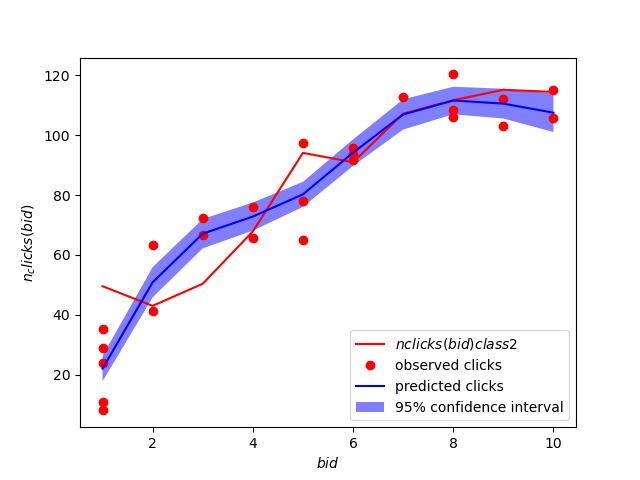 120
100
80
60
40
20
n_clicks(bid)
nclicks(bid)class2
observed clicks
predicted clicks
95% confidence interval
2
4
6
8
10
bid